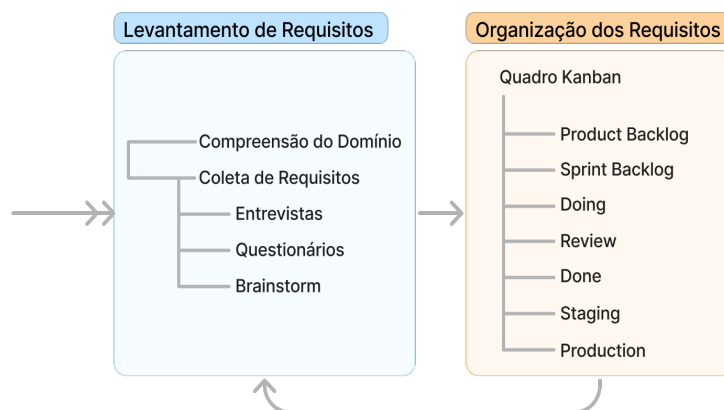 Levantamento de Requisitos
Compreensão do Domínio
Coleta de Requisitos
Entrevistas
Questionários
Brainstorm
Organização dos Requisitos
Quadro Kanban
Product Backlog
Sprint Backlog
Doing
Review
Done
Staging
Production